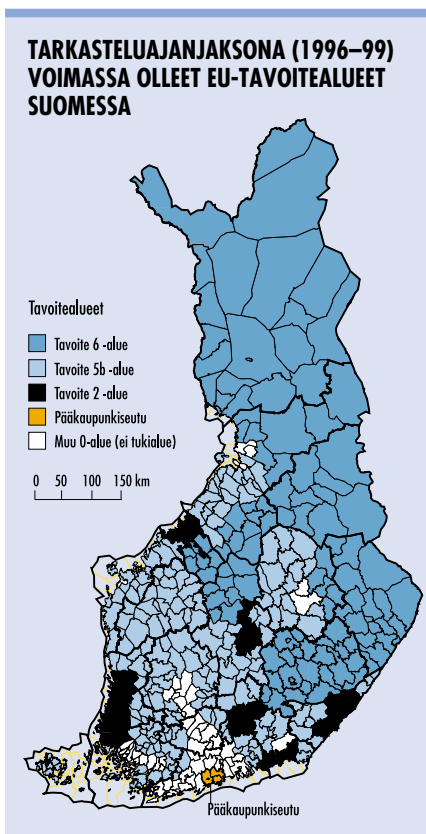 TARKASTELUAJANJAKSONA (1996–99)
VOIMASSA OLLEET EU-TAVOITEALUEET
SUOMESSA
Tavoitealueet
Tavoite 6 -alue
Tavoite 5b -alue
Tavoite 2 -alue
Pääkaupunkiseutu
Muu 0-alue (ei tukialue)
0 50 100 150 km
Pääkaupunkiseutu